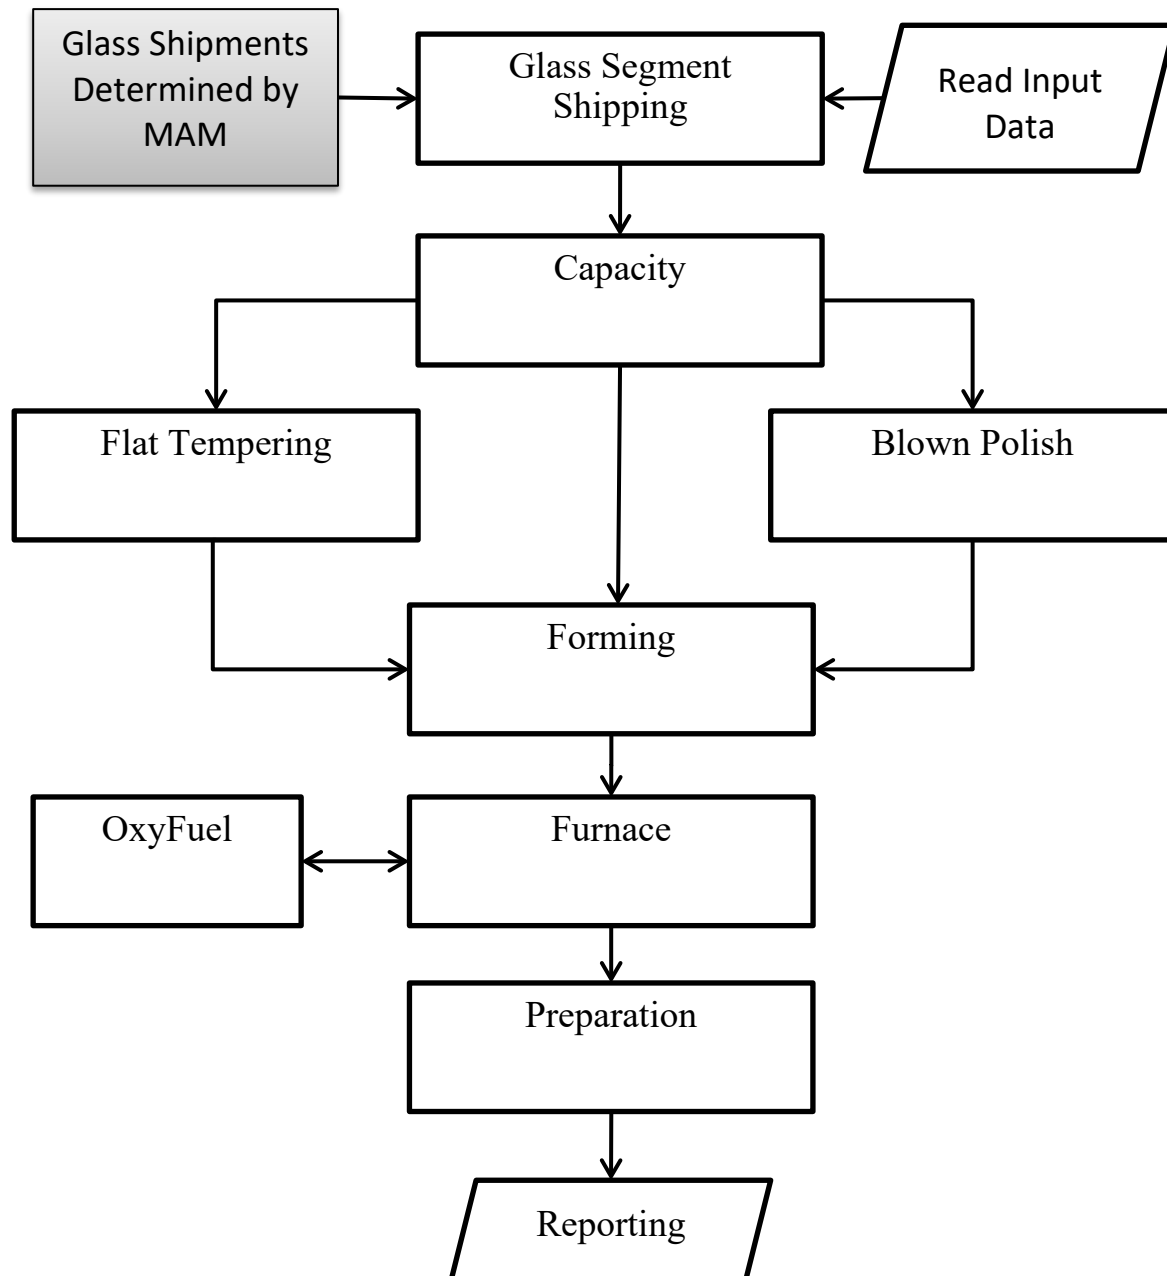 Glass Shipments
Determined by
MAM
Glass Segment
Shipping
Read Input
Data
Capacity
Flat Tempering
Blown Polish
Forming
OxyFuel
Furnace
Preparation
Reporting